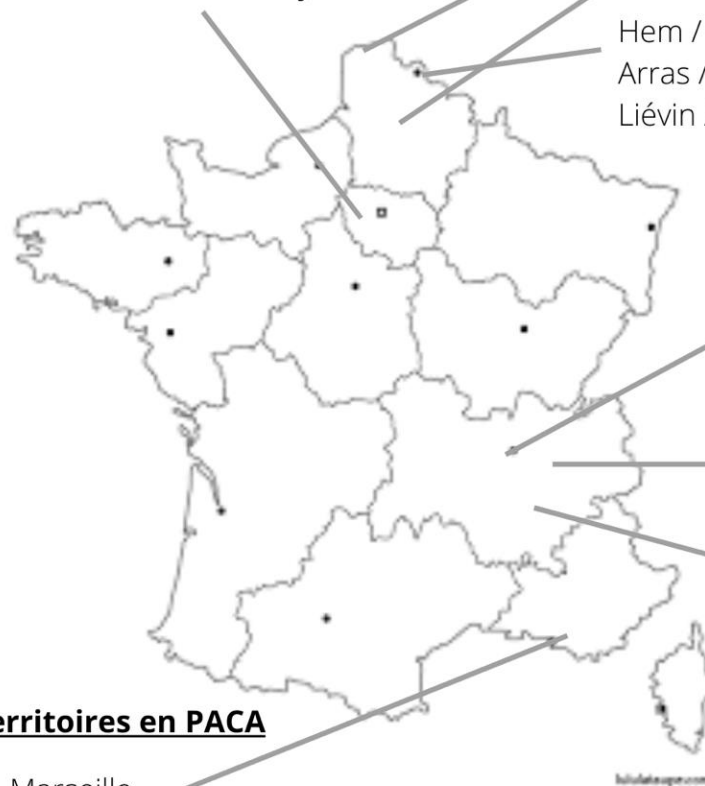 Hem /
Arras /
Liévin
erritoires en PACA
Marseille